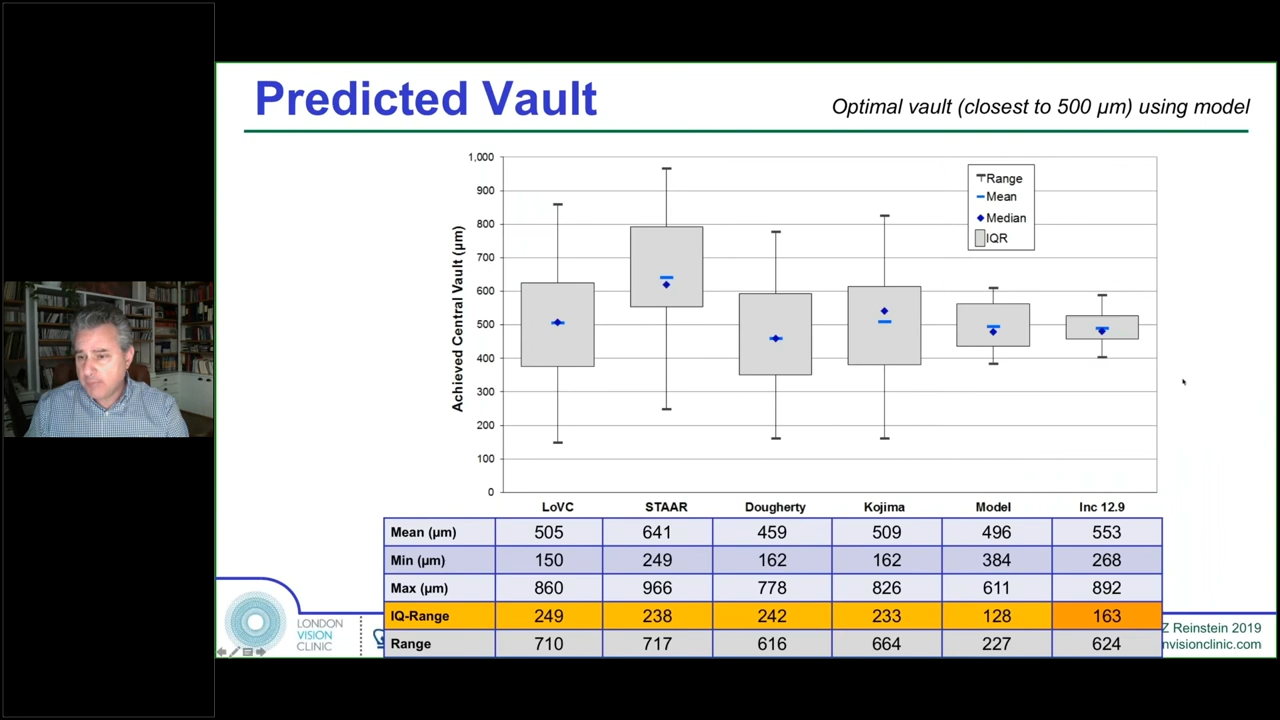 Predicted Vault
Optimal vault (closest to 500 µm) using model
Achieved Central Vault (µm)
1,000
900
800
700
600
500
400
300
200
100
0
Range
Mean
Median
IQR
LoVC STAAR Dougherty Kojima Model Inc 12.9
Mean (µm) 505 641 459 509 496 553
Min (µm) 150 249 162 162 384 268
Max (µm) 860 966 778 826 611 892
IQ-Range 249 238 242 233 128 163
Range 710 717 616 664 227 624
LONDON
VISION
CLINIC
Z Reinstein 2019
nvisionclinic.com